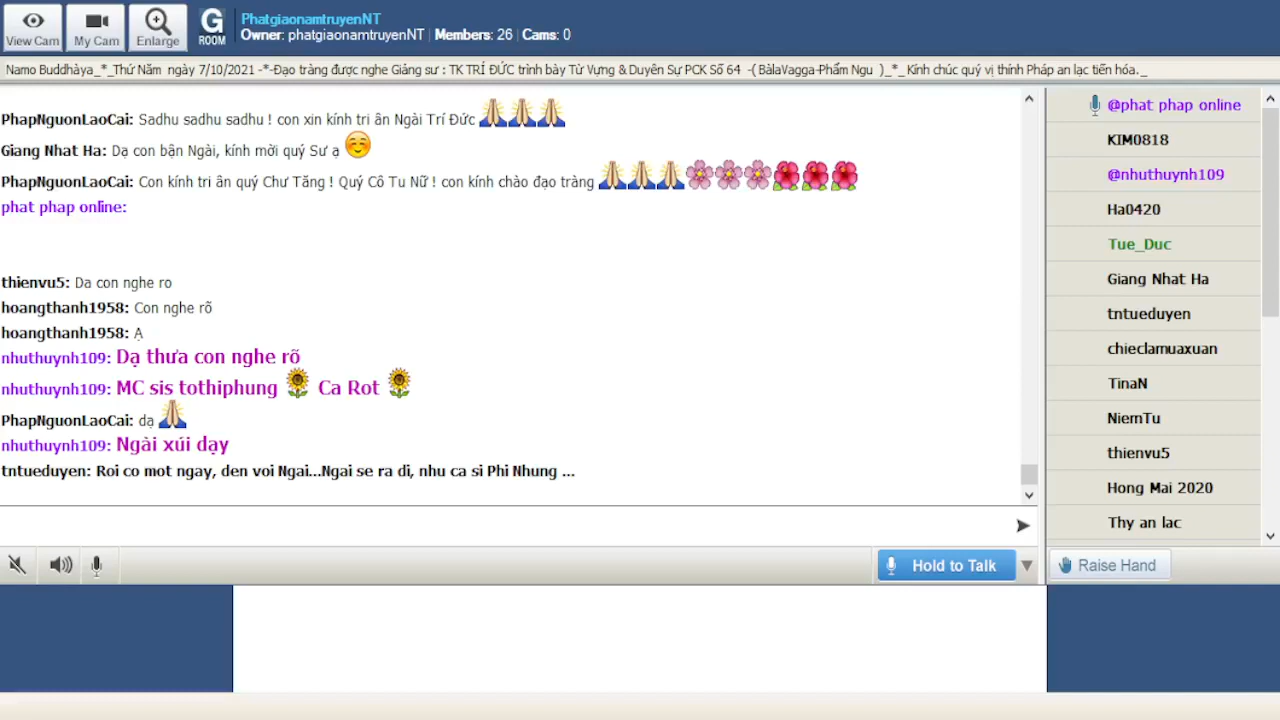 View Cam
My Cam
Enlarge
G
ROOM
PhatgiaonamtruyenNT
Owner: phatgiaonamtruyenNT | Members: 26 | Cams: 0
Namo Buddhàya_*_Thứ Năm ngày 7/10/2021 -*-Đạo tràng được nghe Giảng sư : TK TRÍ ĐỨC trình bày Từ Vựng & Duyên Sự PCK Số 64 -( BàlaVagga-Phẩm Ngu )_*_ Kính chúc quý vị thính Pháp an lạc tiến hóa._
PhapNguonLaoCai: Sadhu sadhu sadhu ! con xin kính tri ân Ngài Trí Đức
Giang Nhat Ha: Dạ con bận Ngài, kính mời quý Sư ạ
PhapNguonLaoCai: Con kính tri ân quý Chư Tăng ! Quý Cô Tu Nữ ! con kính chào đạo tràng
phat phap online:
thienvu5: Da con nghe ro
hoangthanh1958: Con nghe rõ
hoangthanh1958: Ạ
nhuthuynh109: Dạ thưa con nghe rõ
nhuthuynh109: MC sis tothiphung Ca Rot
PhapNguonLaoCai: dạ
nhuthuynh109: Ngài xúi dạy
tntueduyen: Roi co mot ngay, den voi Ngai...Ngai se ra di, nhu ca si Phi Nhung ...
@phat phap online
KIM0818
@nhuthuynh109
Ha0420
Tue_Duc
Giang Nhat Ha
tntueduyen
chieclamuaxuan
TinaN
NiemTu
thienvu5
Hong Mai 2020
Thy an lac
Hold to Talk
Raise Hand